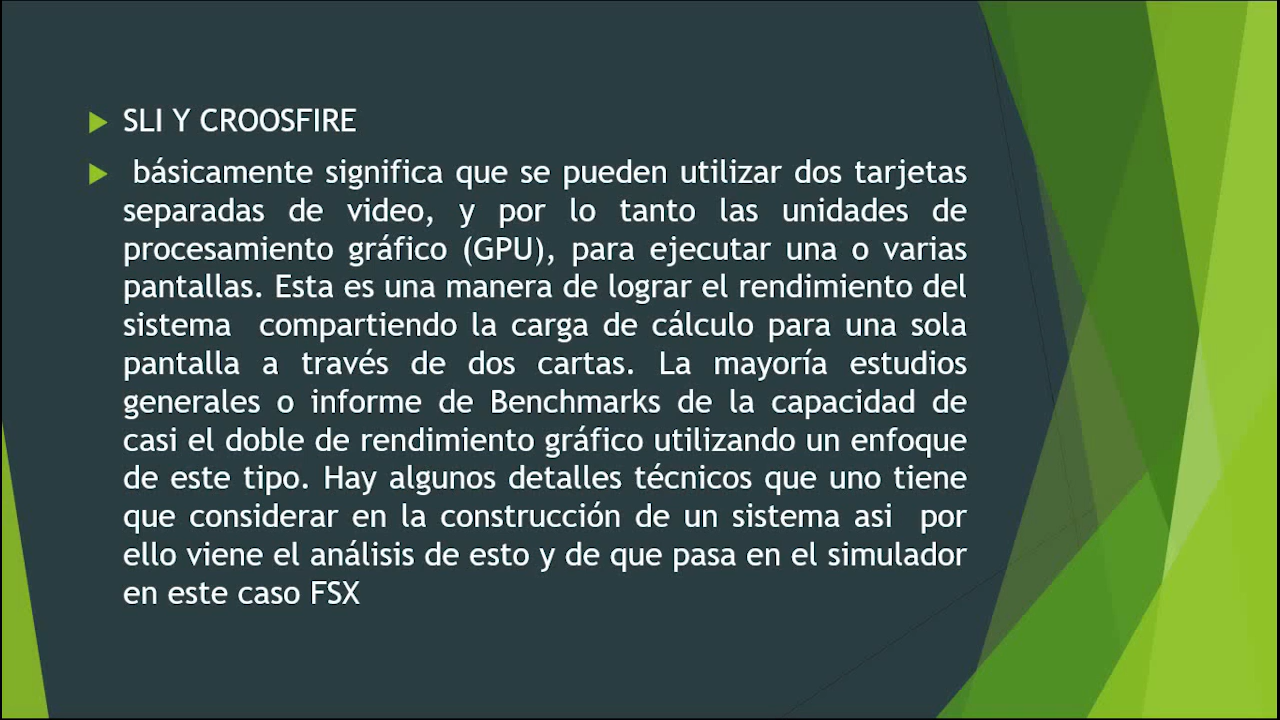 SLI Y CROOSFIRE
básicamente significa que se pueden utilizar dos tarjetas
separadas de video, y por lo tanto las unidades de
procesamiento gráfico (GPU), para ejecutar una o varias
pantallas. Esta es una manera de lograr el rendimiento del
sistema compartiendo la carga de cálculo para una sola
pantalla a través de dos cartas. La mayoría estudios
generales o informe de Benchmarks de la capacidad de
casi el doble de rendimiento gráfico utilizando un enfoque
de este tipo. Hay algunos detalles técnicos que uno tiene
que considerar en la construcción de un sistema asi por
ello viene el análisis de esto y de que pasa en el simulador
en este caso FSX